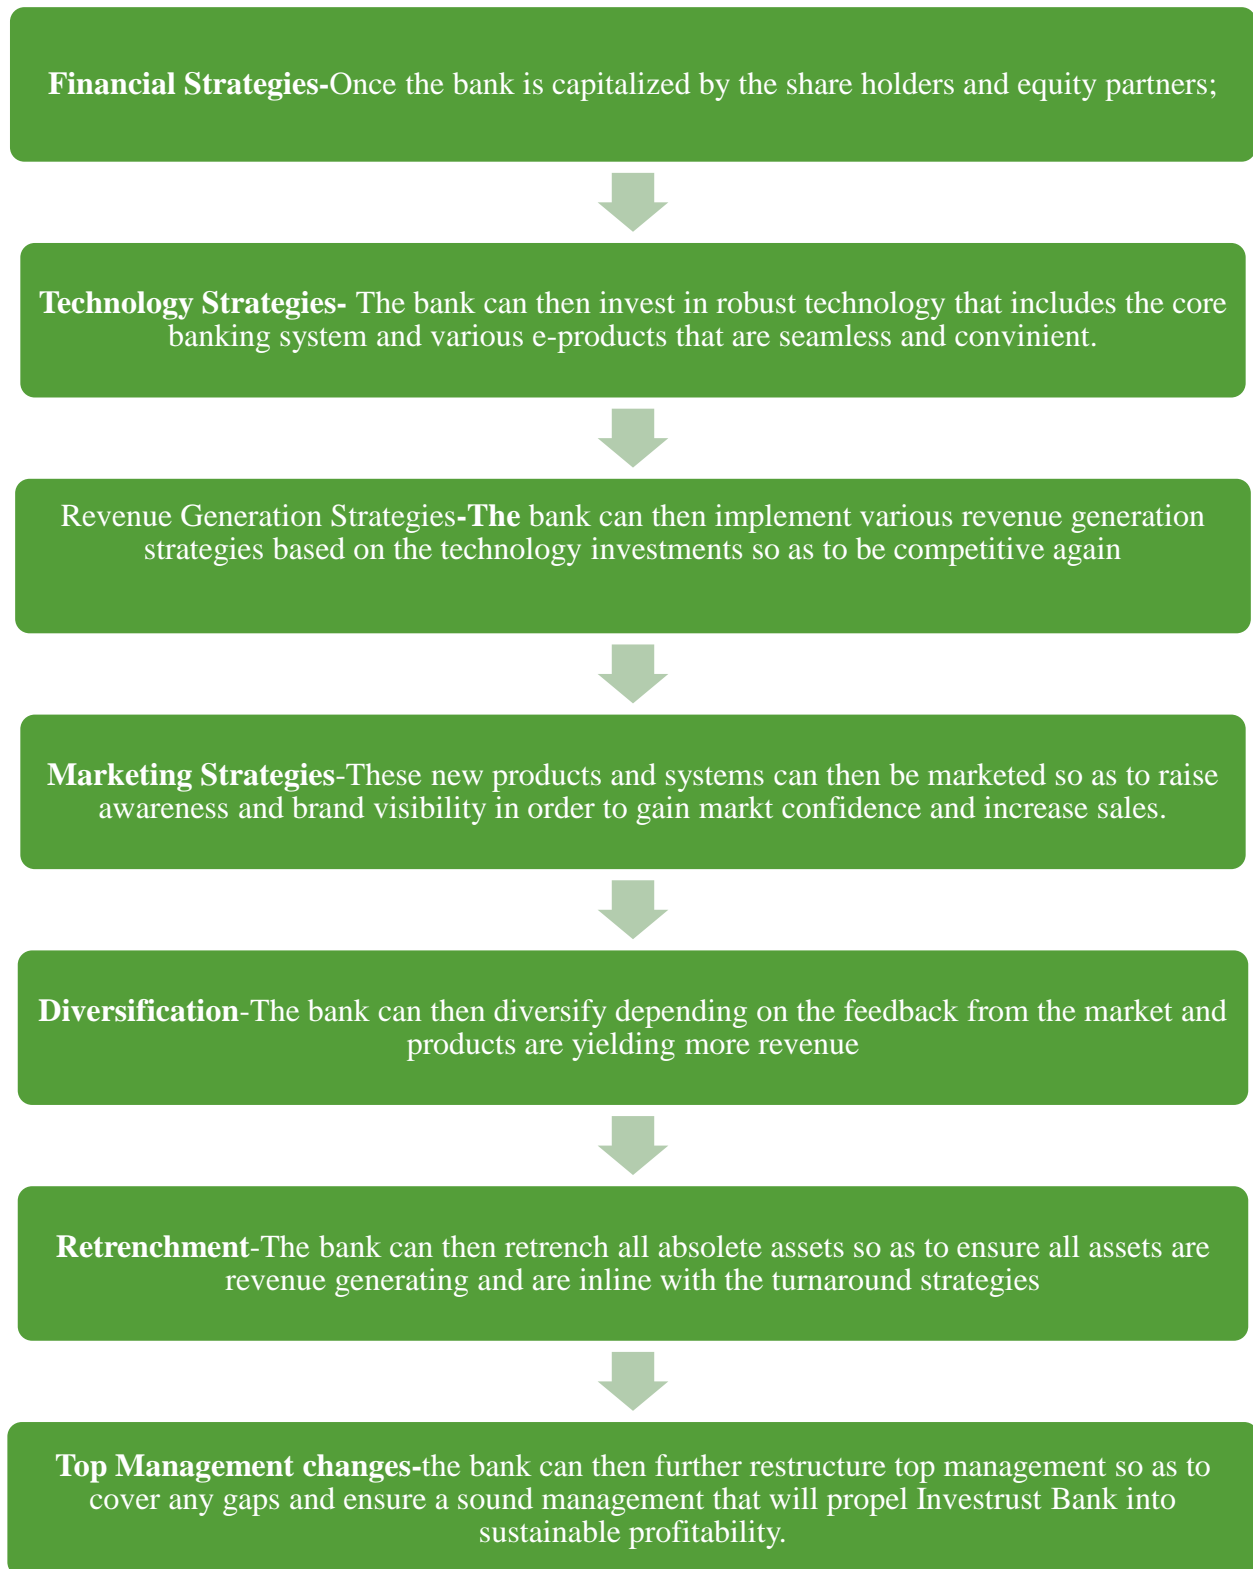 Financial Strategies-Once the bank is capitalized by the share holders and equity partners;
Technology Strategies- The bank can then invest in robust technology that includes the core
banking system and various e-products that are seamless and convinient.
Revenue Generation Strategies-The bank can then implement various revenue generation
strategies based on the technology investments so as to be competitive again
Marketing Strategies-These new products and systems can then be marketed so as to raise
awareness and brand visibility in order to gain markt confidence and increase sales.
Diversification-The bank can then diversify depending on the feedback from the market and
products are yielding more revenue
Retrenchment-The bank can then retrench all absolete assets so as to ensure all assets are
revenue generating and are inline with the turnaround strategies
Top Management changes-the bank can then further restructure top management so as to
cover any gaps and ensure a sound management that will propel Investrust Bank into
sustainable profitability.